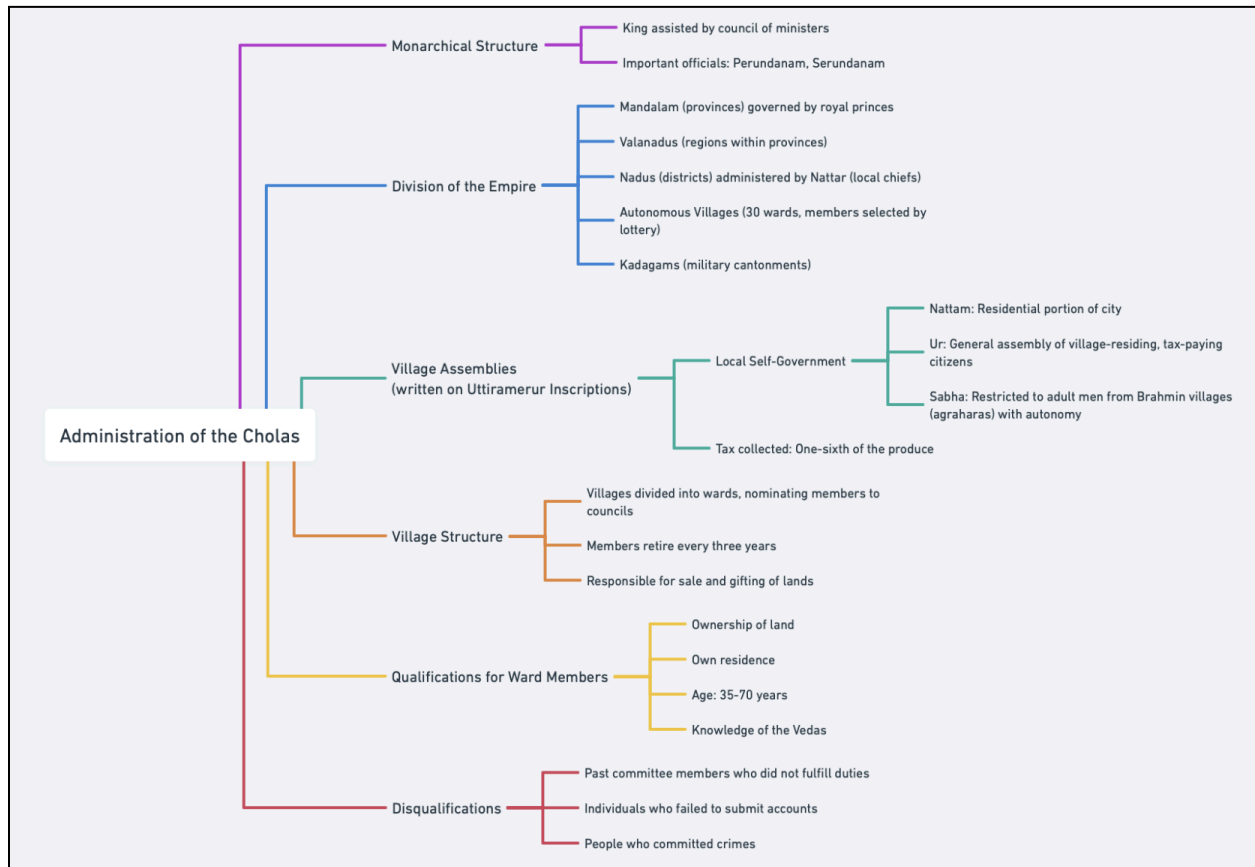 Administration of the Cholas
Monarchical Structure
King assisted by council of ministers
Important officials: Perundanam, Serundanam
Division of the Empire
Mandalam (provinces) governed by royal princes
Valanadus (regions within provinces)
Nadus (districts) administered by Nattar (local chiefs)
Autonomous Villages (30 wards, members selected by
lottery)
Kadagams (military cantonments)
Village Assemblies
(written on Uttiramerur Inscriptions)
Local Self-Government
Nattam: Residential portion of city
Ur: General assembly of village-residing, tax-paying
citizens
Sabha: Restricted to adult men from Brahmin villages
(agraharas) with autonomy
Tax collected: One-sixth of the produce
Village Structure
Villages divided into wards, nominating members to
councils
Members retire every three years
Responsible for sale and gifting of lands
Qualifications for Ward Members
Ownership of land
Own residence
Age: 35-70 years
Knowledge of the Vedas
Disqualifications
Past committee members who did not fulfill duties
Individuals who failed to submit accounts
People who committed crimes